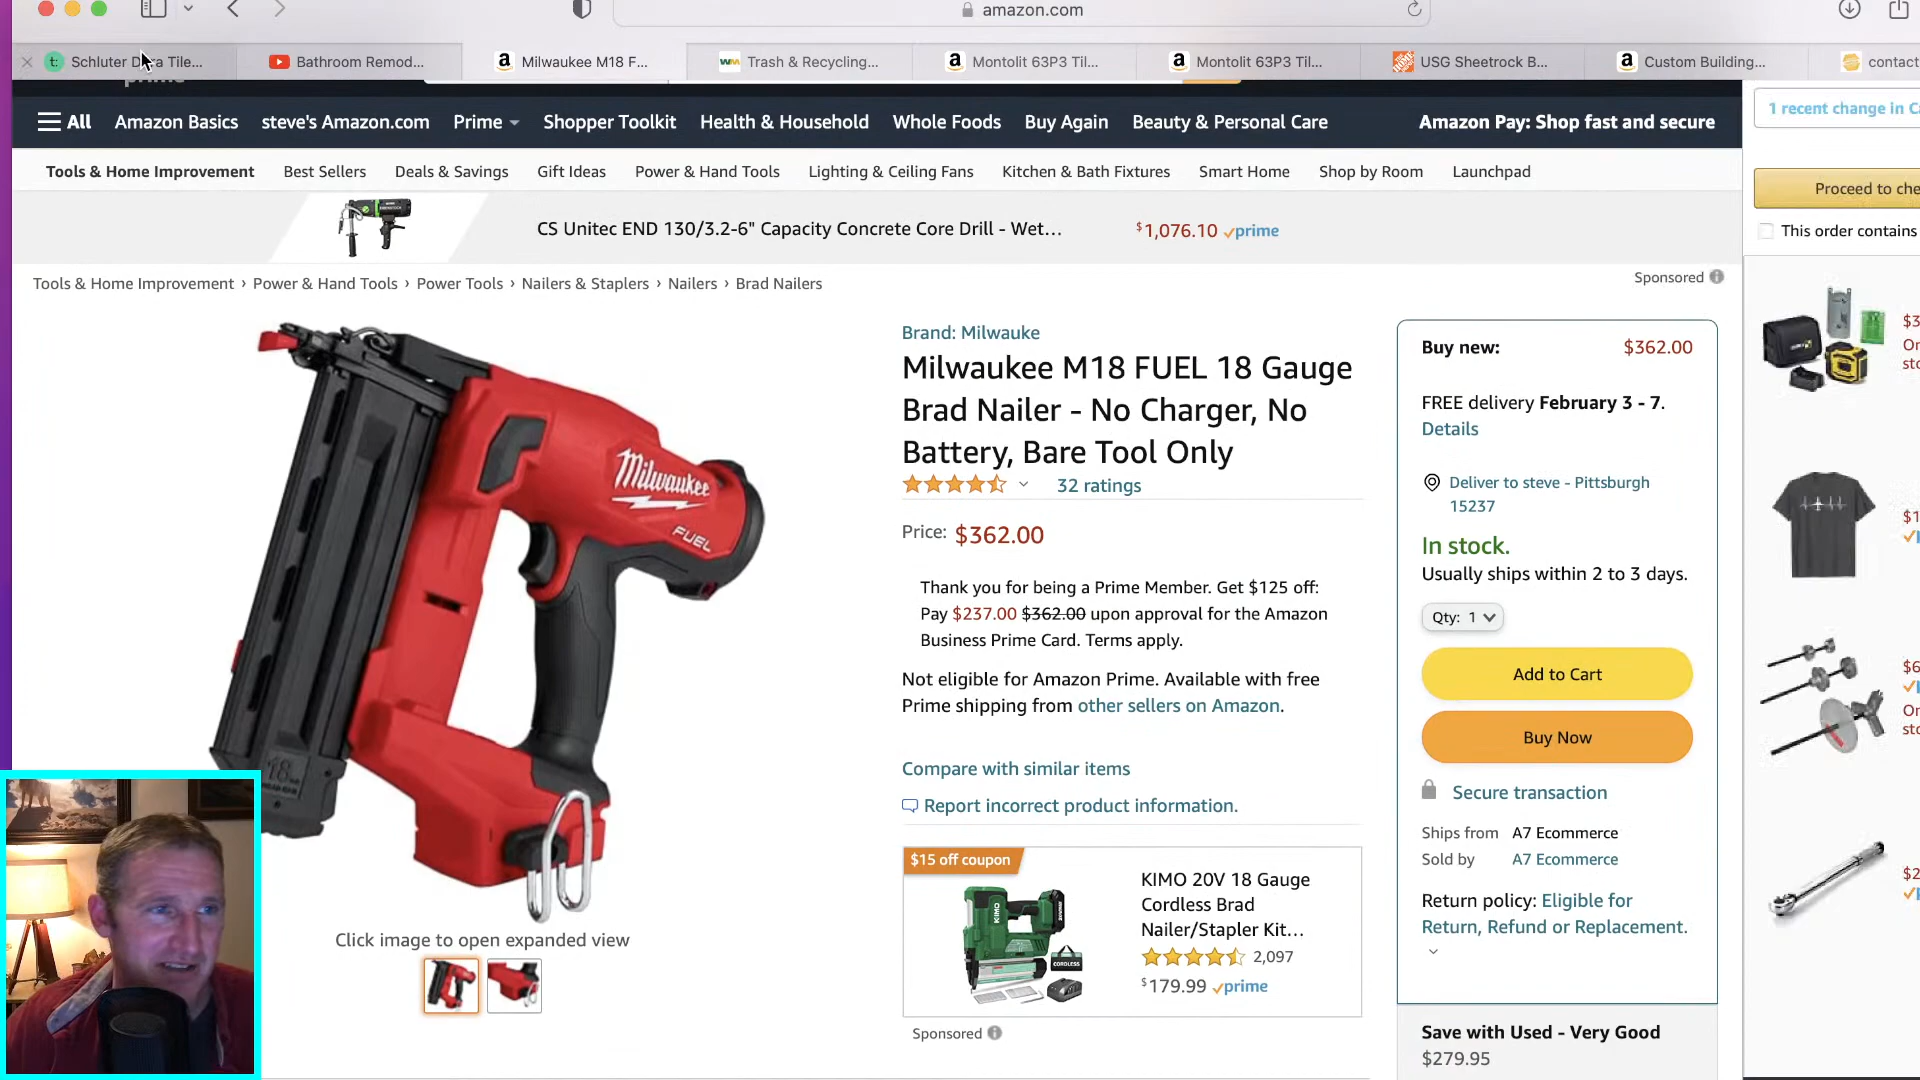 amazon.com
Schluter D ra Tile...
Bathroom Remod...
Milwaukee M18 F...
Trash & Recycling...
Montolit 63P3 Til...
Montolit 63P3 Til...
USG Sheetrock B...
Custom Building...
contact
prime
All
Amazon Basics
steve's Amazon.com
Prime
Shopper Toolkit
Health & Household
Whole Foods
Buy Again
Beauty & Personal Care
Amazon Pay: Shop fast and secure
1 recent change in Ca
Tools & Home Improvement
Best Sellers
Deals & Savings
Gift Ideas
Power & Hand Tools
Lighting & Ceiling Fans
Kitchen & Bath Fixtures
Smart Home
Shop by Room
Launchpad
Proceed to che
This order contains
CS Unitec END 130/3.2-6" Capacity Concrete Core Drill - Wet...
$1,076.10 prime
Sponsored
Tools & Home Improvement › Power & Hand Tools › Power Tools › Nailers & Staplers › Nailers › Brad Nailers
Milwaukee
FUEL
18
Click image to open expanded view
Brand: Milwauke
Milwaukee M18 FUEL 18 Gauge
Brad Nailer - No Charger, No
Battery, Bare Tool Only
32 ratings
Price: $362.00
Thank you for being a Prime Member. Get $125 off:
Pay $237.00 $362.00 upon approval for the Amazon
Business Prime Card. Terms apply.
Not eligible for Amazon Prime. Available with free
Prime shipping from other sellers on Amazon.
Compare with similar items
Report incorrect product information.
$15 off coupon
KIMO
KIMO 20V 18 Gauge
Cordless Brad
Nailer/Stapler Kit...
2,097
$179.99 prime
Sponsored
Buy new: $362.00
FREE delivery February 3 - 7.
Details
Deliver to steve - Pittsburgh
15237
In stock.
Usually ships within 2 to 3 days.
Qty: 1
Add to Cart
Buy Now
Secure transaction
Ships from A7 Ecommerce
Sold by A7 Ecommerce
Return policy: Eligible for
Return, Refund or Replacement.
Save with Used - Very Good
$279.95
$3
Or
sto
$1
$6
Or
sto
$2